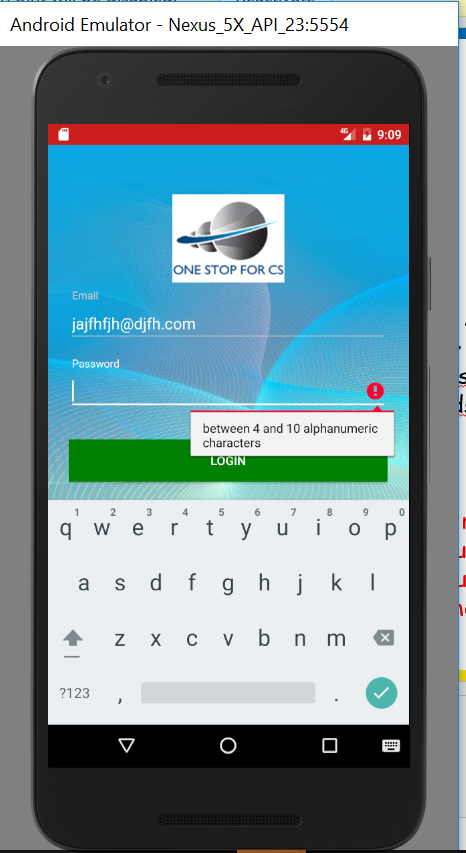 Android Emulator - Nexus_5X_API_23:5554
4G 9:09
ONE STOP FOR CS
Email
jajfhfjh@djfh.com
Password
between 4 and 10 alphanumeric
characters
LOGIN
1 2 3 4 5 6 7 8 9 0
q w e r t y u i o p
a s d f g h j k l
z x c v b n m
?123 , .